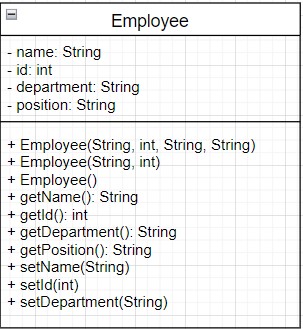 Employee
- name: String
- id: int
- department: String
- position: String
+ Employee(String, int, String, String)
+ Employee(String, int)
+ Employee()
+ getName(): String
+ getId(): int
+ getDepartment(): String
+ getPosition(): String
+ setName(String)
+ setId(int)
+ setDepartment(String)